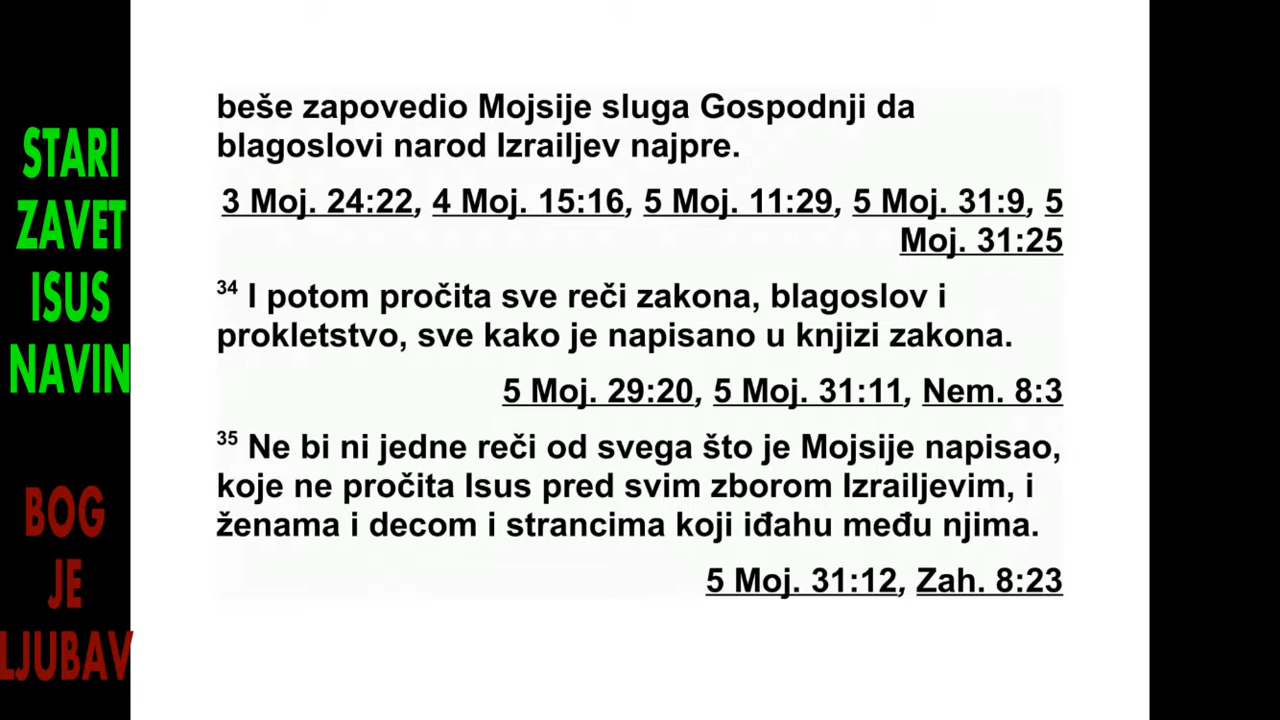 STARI
ZAVET
ISUS
NAVIN
BOG
JE
LJUBAV
beše zapovedio Mojsije sluga Gospodnji da
blagoslovi narod Izrailjev najpre.
3 Moj. 24:22, 4 Moj. 15:16, 5 Moj. 11:29, 5 Moj. 31:9, 5
Moj. 31:25
34 I potom pročita sve reči zakona, blagoslov i
prokletstvo, sve kako je napisano u knjizi zakona.
5 Moj. 29:20, 5 Moj. 31:11, Nem. 8:3
35 Ne bi ni jedne reči od svega što je Mojsije napisao,
koje ne pročita Isus pred svim zborom Izrailjevim, i
ženama i decom i strancima koji iđahu među njima.
5 Moj. 31:12, Zah. 8:23